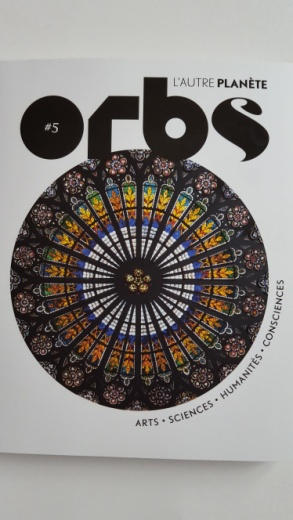 L'AUTRE PLANÈTE
#5
orbs
ARTS • SCIENCES • HUMANITÉS • CONSCIENCES